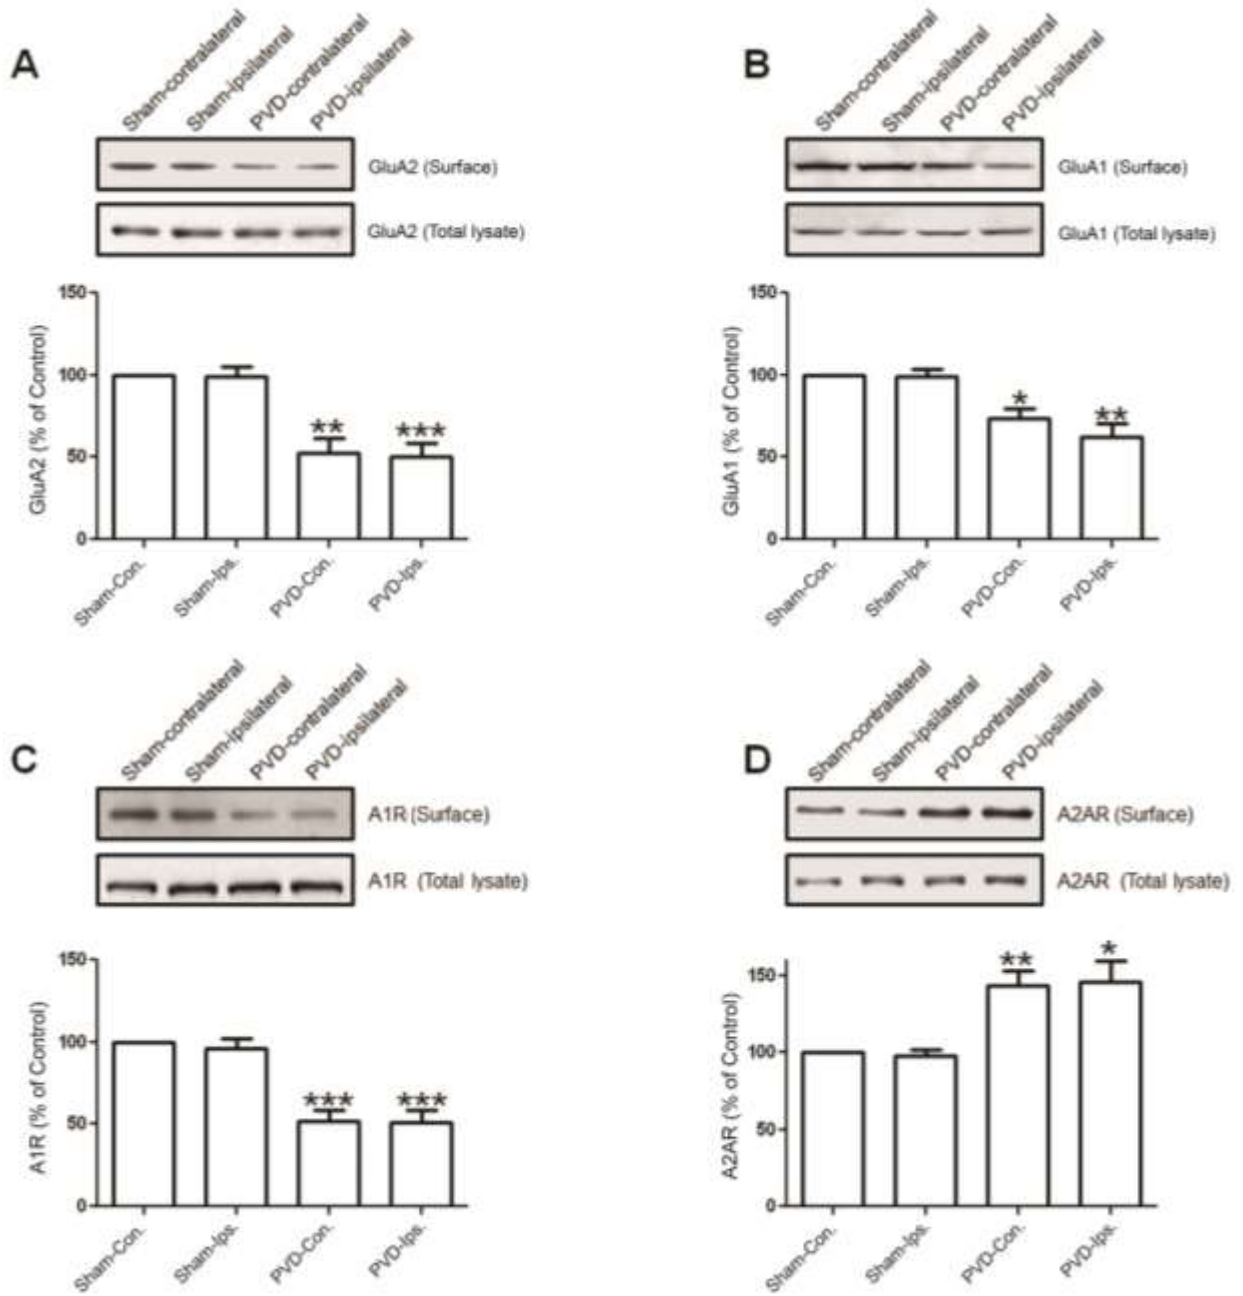 A
Sham-contralateral
Sham-ipsilateral
PVD-contralateral
PVD-ipsilateral
GluA2 (Surface)
GluA2 (Total lysate)
GluA2 (% of Control)
150
100
50
0
** ***
Sham-Con.
Sham-Ips.
PVD-Con.
PVD-Ips.
B
Sham-contralateral
Sham-ipsilateral
PVD-contralateral
PVD-ipsilateral
GluA1 (Surface)
GluA1 (Total lysate)
GluA1 (% of Control)
150
100
50
0
* **
Sham-Con.
Sham-Ips.
PVD-Con.
PVD-Ips.
C
Sham-contralateral
Sham-ipsilateral
PVD-contralateral
PVD-ipsilateral
A1R (Surface)
A1R (Total lysate)
A1R (% of Control)
150
100
50
0
*** ***
Sham-Con.
Sham-Ips.
PVD-Con.
PVD-Ips.
D
Sham-contralateral
Sham-ipsilateral
PVD-contralateral
PVD-ipsilateral
A2AR (Surface)
A2AR (Total lysate)
A2AR (% of Control)
150
100
50
0
** *
Sham-Con.
Sham-Ips.
PVD-Con.
PVD-Ips.